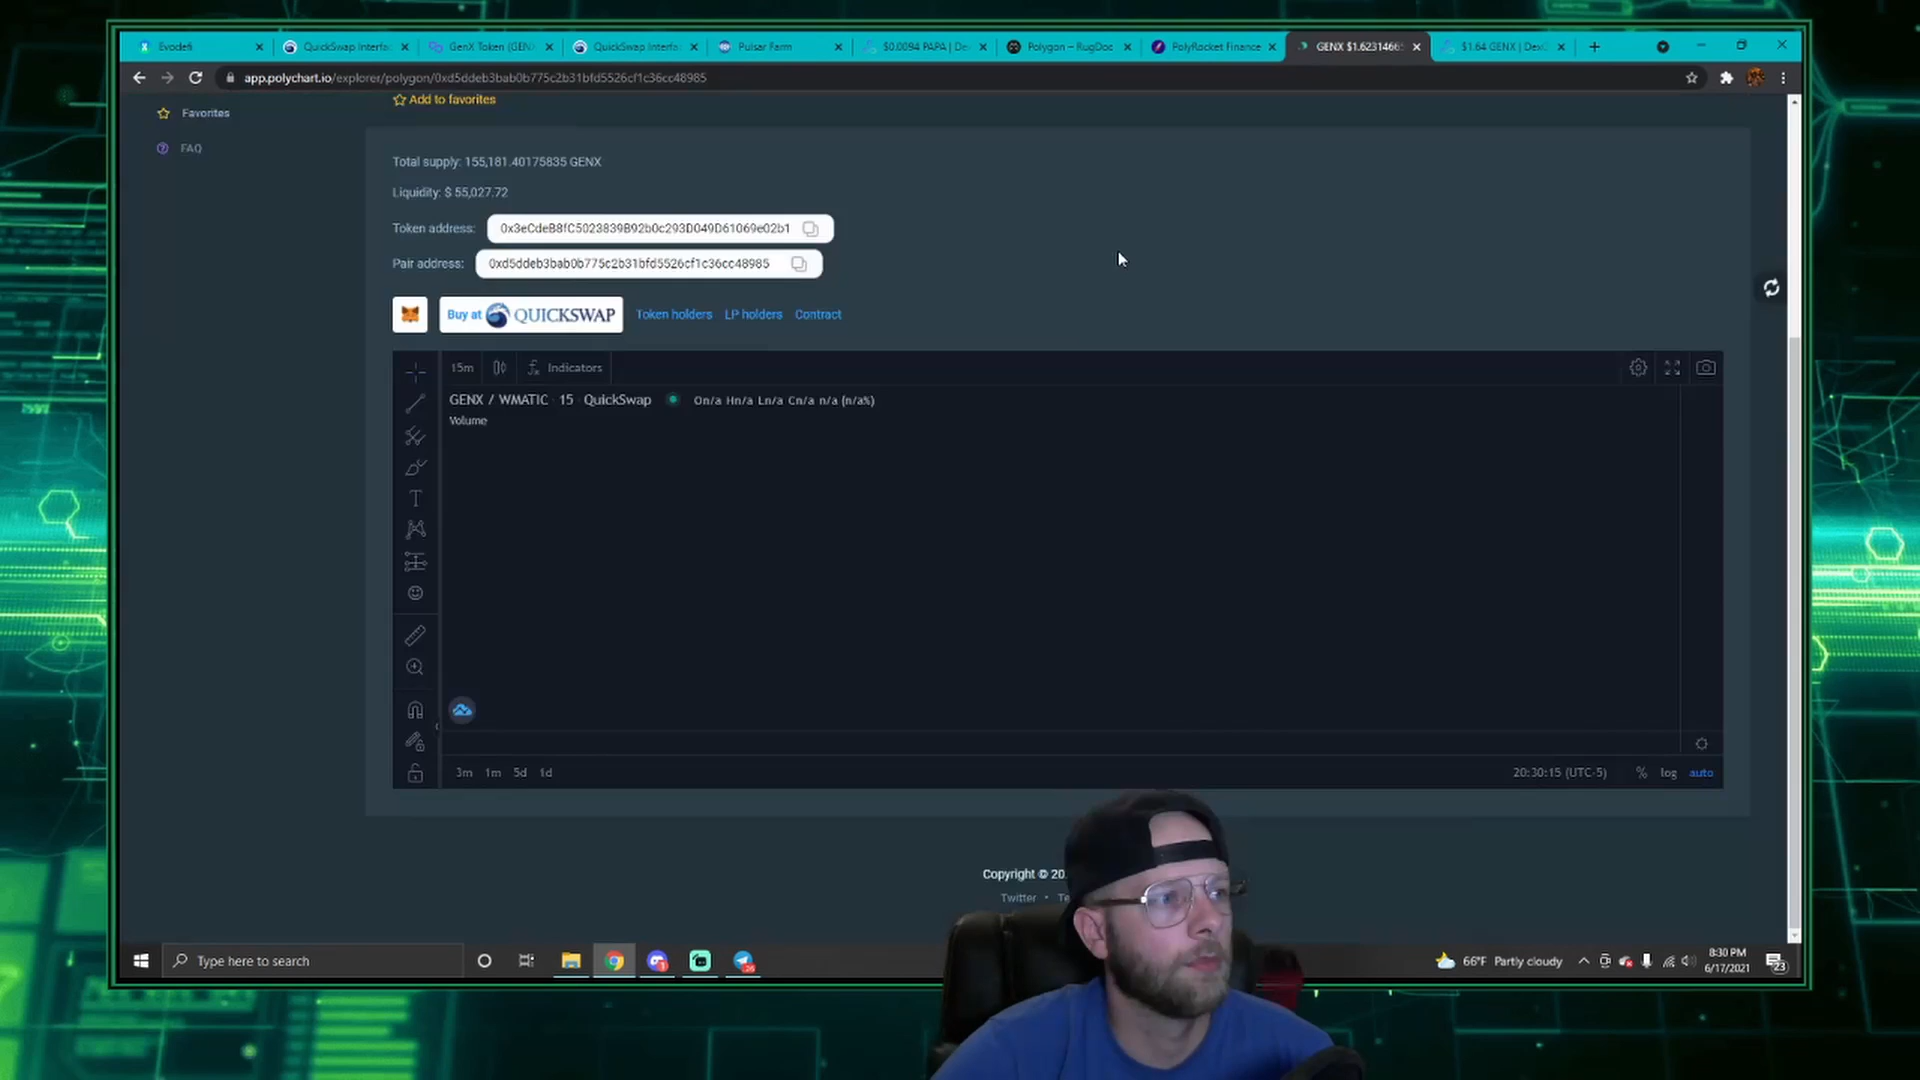 Evodefi
QuickSwap Interfac
GenX Token (GEN
QuickSwap Interfa
Pulsar Farm
$0.0094 PAPA | De
Polygon – RugDoc
PolyRocket Finance
GENX $1.6231466
$1.64 GENX | Dex
app.polychart.io/explorer/polygon/0xd5ddeb3bab0b775c2b31bfd5526cf1c36cc48985
Favorites
FAQ
Add to favorites
Total supply: 155,181.40175835 GENX
Liquidity: $ 55,027.72
Token address: 0x3eCdeB8fC5023839B92b0c293D049D61069e02b1
Pair address: 0xd5ddeb3bab0b775c2b31bfd5526cf1c36cc48985
Buy at QUICKSWAP Token holders LP holders Contract
15m Indicators
GENX / WMATIC 15 QuickSwap On/a Hn/a Ln/a Cn/a n/a (n/a%)
Volume
3m 1m 5d 1d 20:30:15 (UTC-5) % log auto
Copyright © 20
Twitter • Te
Type here to search
66°F Partly cloudy
8:30 PM
6/17/2021
23